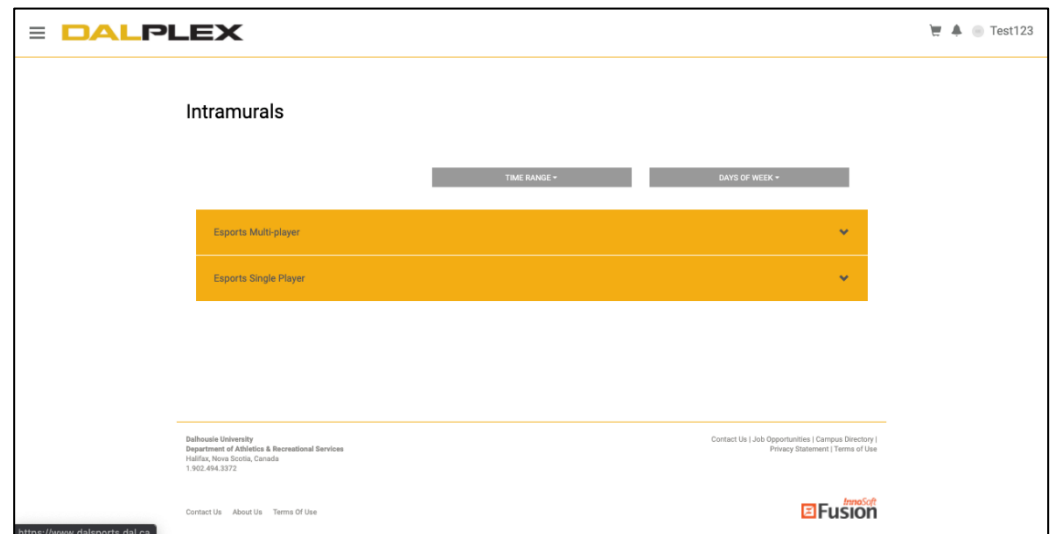 DALPLEX
Test123
Intramurals
TIME RANGE
DAYS OF WEEK
Esports Multi-player
Esports Single Player
Dalhousie University
Department of Athletics & Recreational Services
Halifax, Nova Scotia, Canada
1.902.494.3372
Contact Us | Job Opportunities | Campus Directory |
Privacy Statement | Terms of Use
Contact Us About Us Terms Of Use
InnoSoft
Fusion
https://www.dalsports.dal.ca